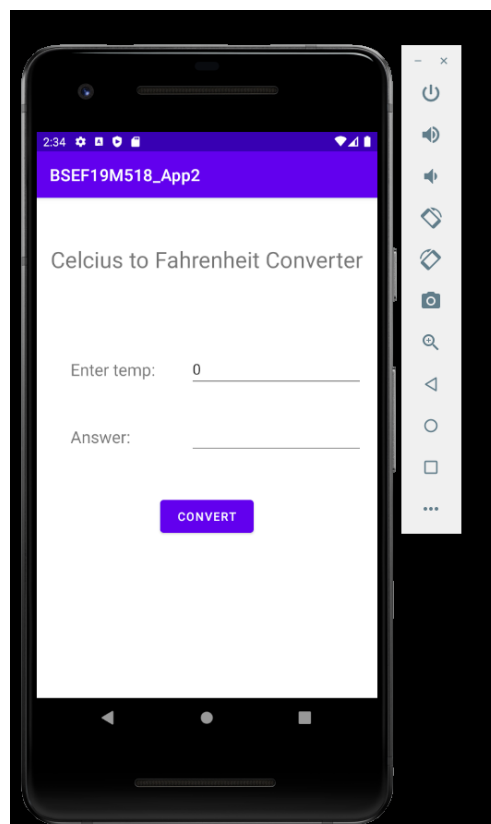 2:34
BSEF19M518_App2
Celcius to Fahrenheit Converter
Enter temp: 0
Answer:
CONVERT